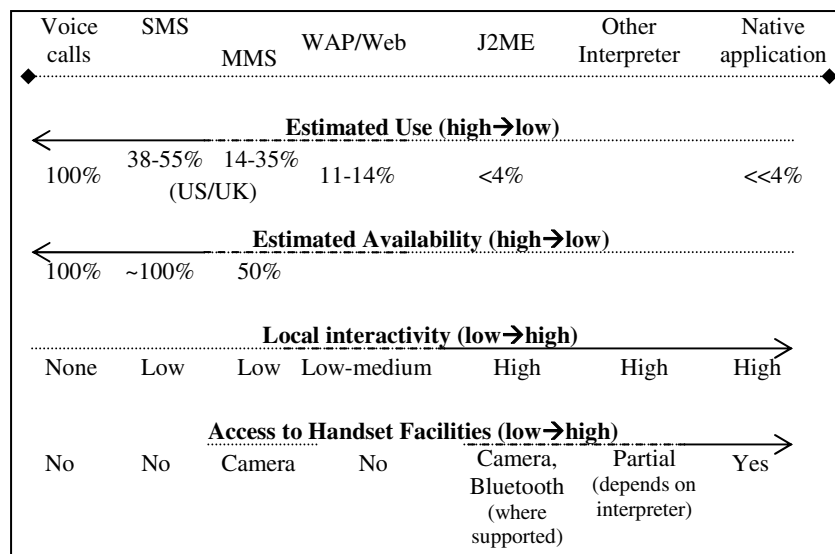 Voice SMS WAP/Web J2ME Other Native
calls MMS Interpreter application
Estimated Use (high→low)
38-55% 14-35%
100% 11-14% <4% <<4%
(US/UK)
Estimated Availability (high→low)
100% ~100% 50%
Local interactivity (low→high)
None Low Low Low-medium High High High
Access to Handset Facilities (low→high)
No No Camera No Camera, Partial Yes
Bluetooth (depends on
(where interpreter)
supported)